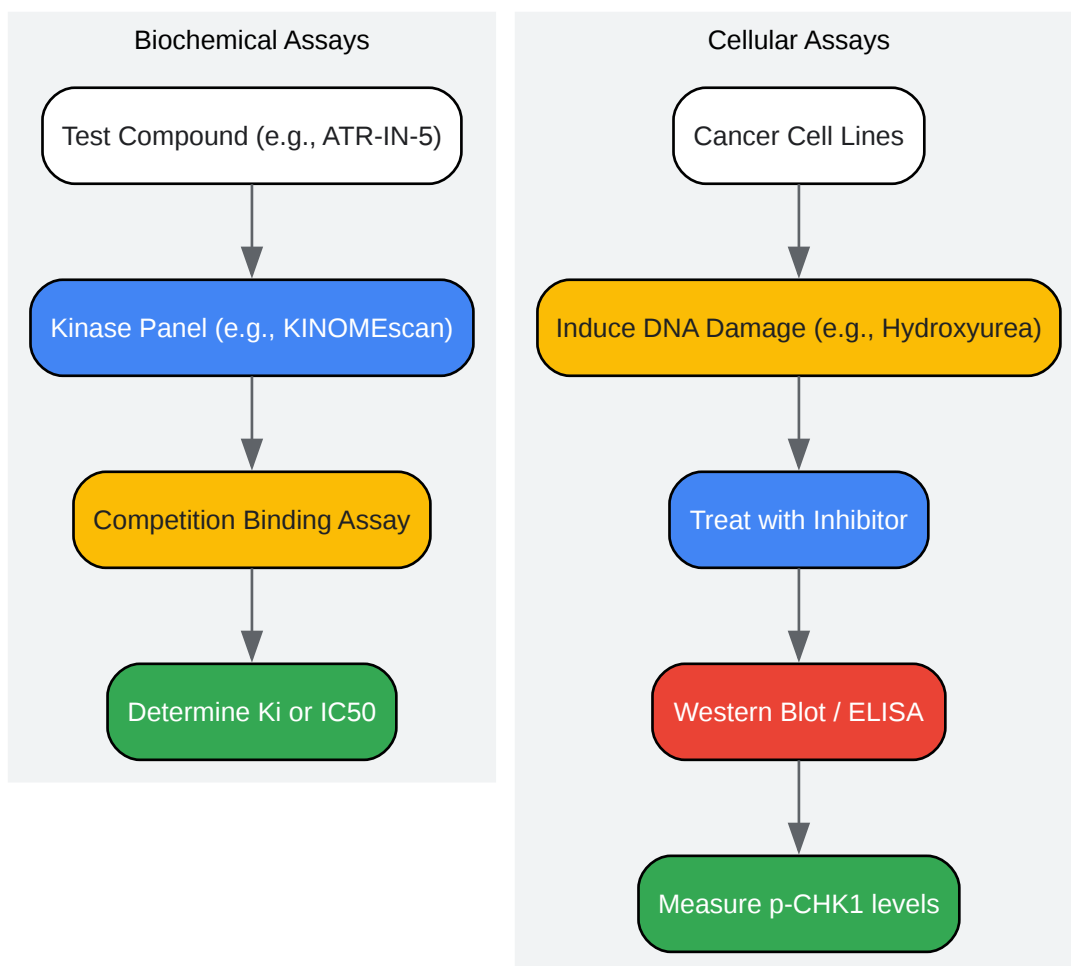 Biochemical Assays
Test Compound (e.g., ATR-IN-5)
Kinase Panel (e.g., KINOMEscan)
Competition Binding Assay
Determine Ki or IC50
Cellular Assays
Cancer Cell Lines
Induce DNA Damage (e.g., Hydroxyurea)
Treat with Inhibitor
Western Blot / ELISA
Measure p-CHK1 levels